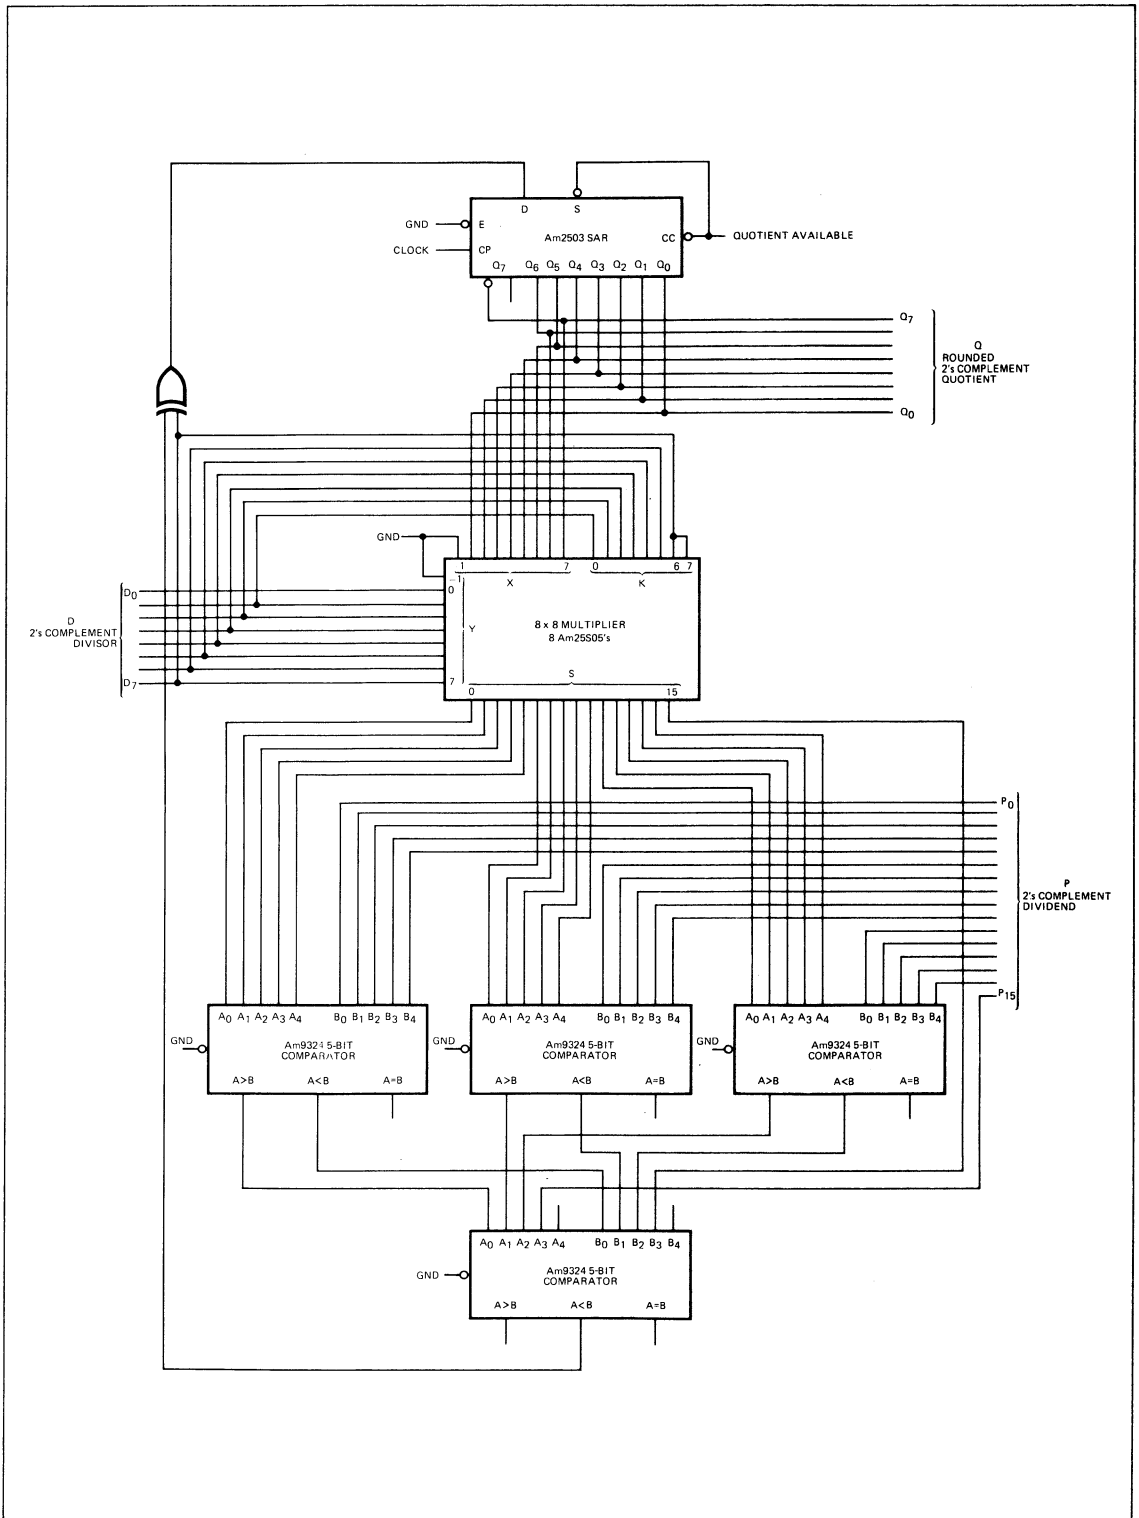 D S
GND E
Am2503 SAR
CC QUOTIENT AVAILABLE
CLOCK CP
Q7 Q6 Q5 Q4 Q3 Q2 Q1 Q0
Q7
Q
ROUNDED
2's COMPLEMENT
QUOTIENT
Q0
GND
1 7 0 6 7
X K
-1
0
D0
D
2's COMPLEMENT
DIVISOR
D7
Y
8 x 8 MULTIPLIER
8 Am25S05's
7
S
0 15
P0
P
2's COMPLEMENT
DIVIDEND
P15
A0 A1 A2 A3 A4 B0 B1 B2 B3 B4
GND
Am9324 5-BIT
COMPARATOR
A>B A<B A=B
A0 A1 A2 A3 A4 B0 B1 B2 B3 B4
GND
Am9324 5-BIT
COMPARATOR
A>B A<B A=B
A0 A1 A2 A3 A4 B0 B1 B2 B3 B4
GND
Am9324 5-BIT
COMPARATOR
A>B A<B A=B
A0 A1 A2 A3 A4 B0 B1 B2 B3 B4
GND
Am9324 5-BIT
COMPARATOR
A>B A<B A=B